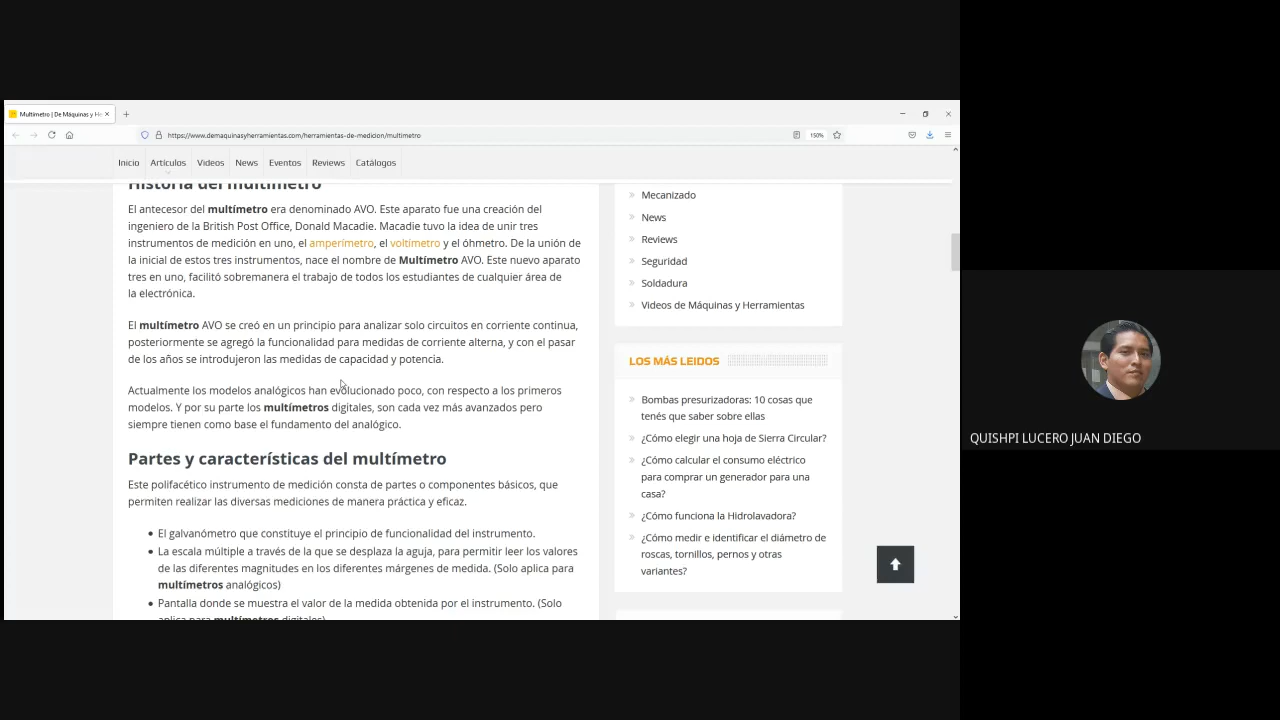 Multímetro | De Máquinas y He
https://www.demaquinasyherramientas.com/herramientas-de-medicion/multimetro
150%
Inicio
Artículos
Videos
News
Eventos
Reviews
Catálogos
Historia del multímetro
El antecesor del multímetro era denominado AVO. Este aparato fue una creación del
ingeniero de la British Post Office, Donald Macadie. Macadie tuvo la idea de unir tres
instrumentos de medición en uno, el amperímetro, el voltímetro y el óhmetro. De la unión de
la inicial de estos tres instrumentos, nace el nombre de Multímetro AVO. Este nuevo aparato
tres en uno, facilitó sobremanera el trabajo de todos los estudiantes de cualquier área de
la electrónica.
El multímetro AVO se creó en un principio para analizar solo circuitos en corriente continua,
posteriormente se agregó la funcionalidad para medidas de corriente alterna, y con el pasar
de los años se introdujeron las medidas de capacidad y potencia.
Actualmente los modelos analógicos han evolucionado poco, con respecto a los primeros
modelos. Y por su parte los multímetros digitales, son cada vez más avanzados pero
siempre tienen como base el fundamento del analógico.
Partes y características del multímetro
Este polifacético instrumento de medición consta de partes o componentes básicos, que
permiten realizar las diversas mediciones de manera práctica y eficaz.
El galvanómetro que constituye el principio de funcionalidad del instrumento.
La escala múltiple a través de la que se desplaza la aguja, para permitir leer los valores
de las diferentes magnitudes en los diferentes márgenes de medida. (Solo aplica para
multímetros analógicos)
Pantalla donde se muestra el valor de la medida obtenida por el instrumento. (Solo
aplica para multímetros digitales)
Mecanizado
News
Reviews
Seguridad
Soldadura
Videos de Máquinas y Herramientas
LOS MÁS LEIDOS
Bombas presurizadoras: 10 cosas que
tenés que saber sobre ellas
¿Cómo elegir una hoja de Sierra Circular?
¿Cómo calcular el consumo eléctrico
para comprar un generador para una
casa?
¿Cómo funciona la Hidrolavadora?
¿Cómo medir e identificar el diámetro de
roscas, tornillos, pernos y otras
variantes?
QUISHPI LUCERO JUAN DIEGO